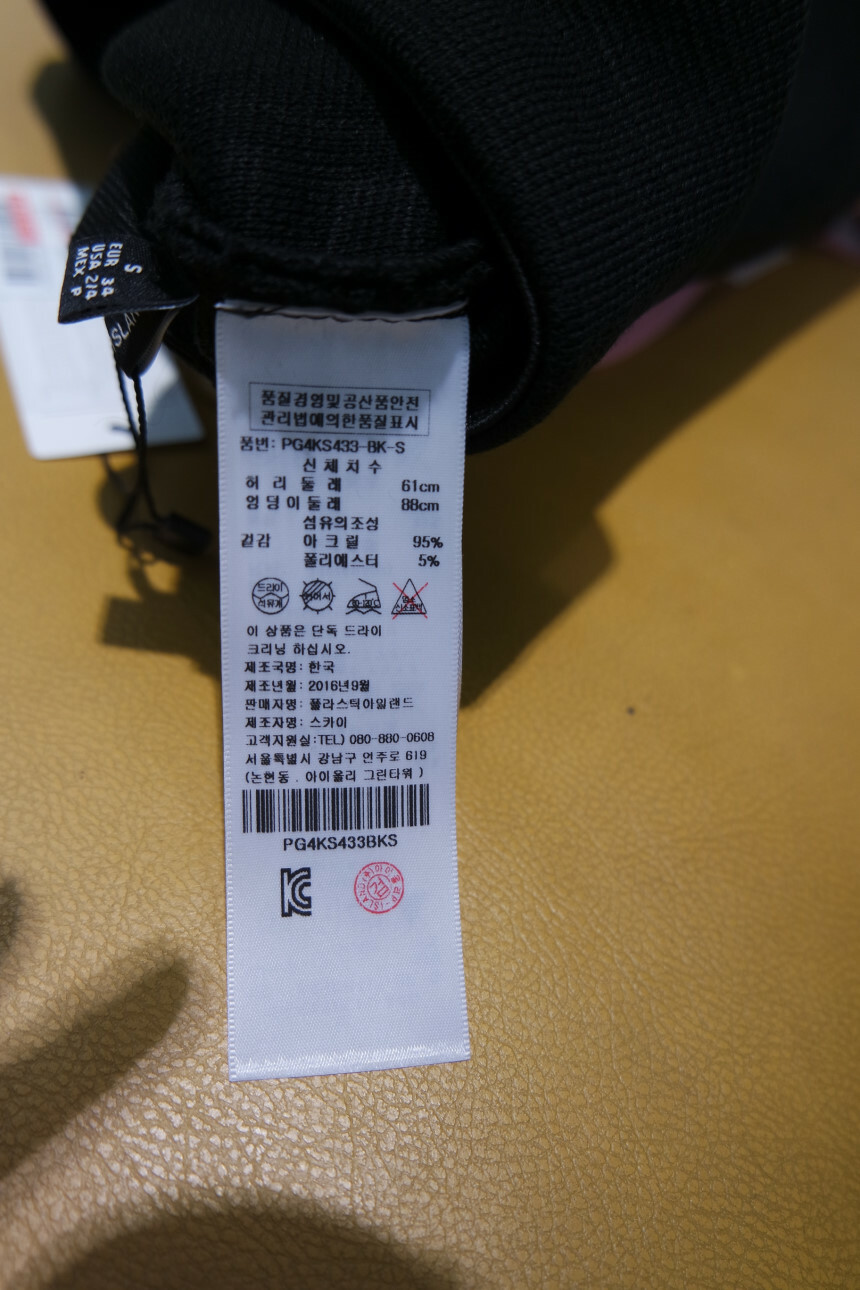 S
EUR 34
USA 2/4
MEX P
SLAN
품질경영및공산품안전
관리법에의한품질표시
품번: PG4KS433-BK-S
신 체 치 수
허 리 둘 레 61cm
엉덩이둘레 88cm
섬유의조성
겉감 아 크 릴 95%
폴리에스터 5%
드라이
석유계
이 상품은 단독 드라이
크리닝 하십시오.
제조국명: 한국
제조년월: 2016년9월
판매자명: 플라스틱아일랜드
제조자명: 스카이
고객지원실:TEL) 080-880-0608
서울특별시 강남구 언주로 619
(논현동 . 아이올리 그린타워 )
PG4KS433BKS